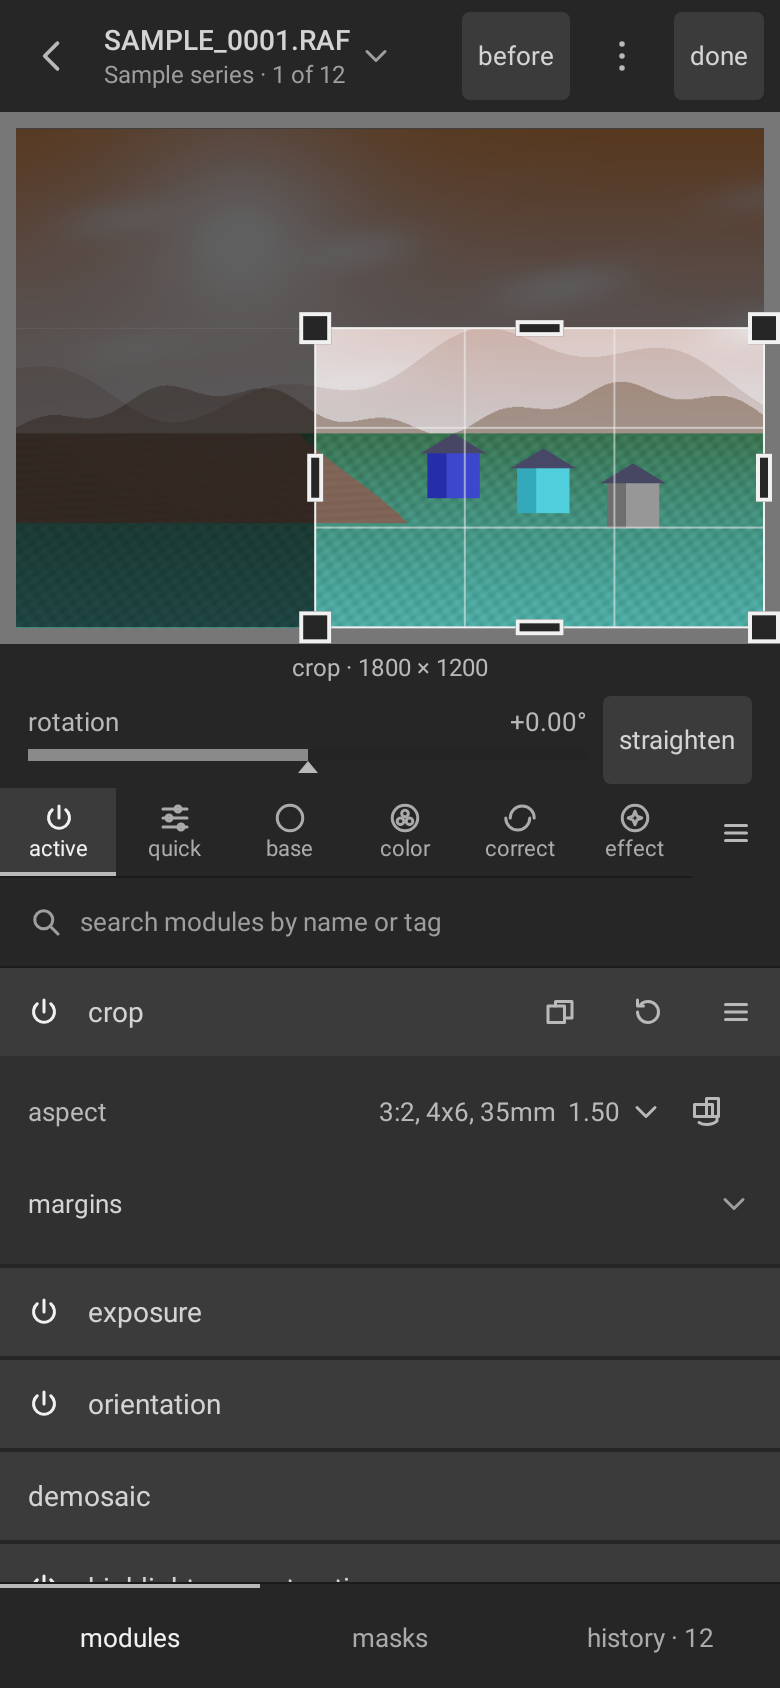 SAMPLE_0001.RAF
Sample series · 1 of 12
before
done
crop · 1800 × 1200
rotation
+0.00°
straighten
active
quick
base
color
correct
effect
search modules by name or tag
crop
aspect
3:2, 4x6, 35mm 1.50
margins
exposure
orientation
demosaic
modules
masks
history · 12